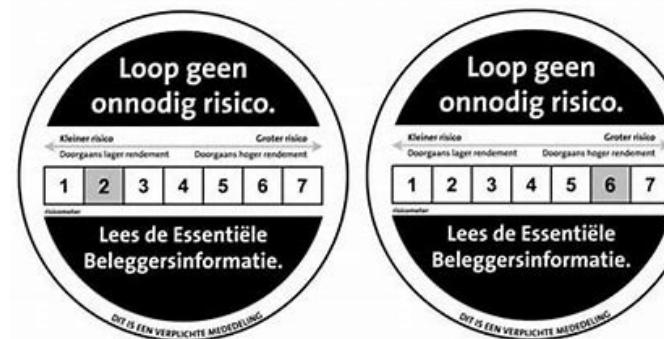 Loop geen
onnodig risico.
Kleiner risico
Groter risico
Doorgaans lager rendement
Doorgaans hoger rendement
1 2 3 4 5 6 7
risicometer
Lees de Essentiële
Beleggersinformatie.
DIT IS EEN VERPLICHTE MEDEDELING
Loop geen
onnodig risico.
Kleiner risico
Groter risico
Doorgaans lager rendement
Doorgaans hoger rendement
1 2 3 4 5 6 7
risicometer
Lees de Essentiële
Beleggersinformatie.
DIT IS EEN VERPLICHTE MEDEDELING